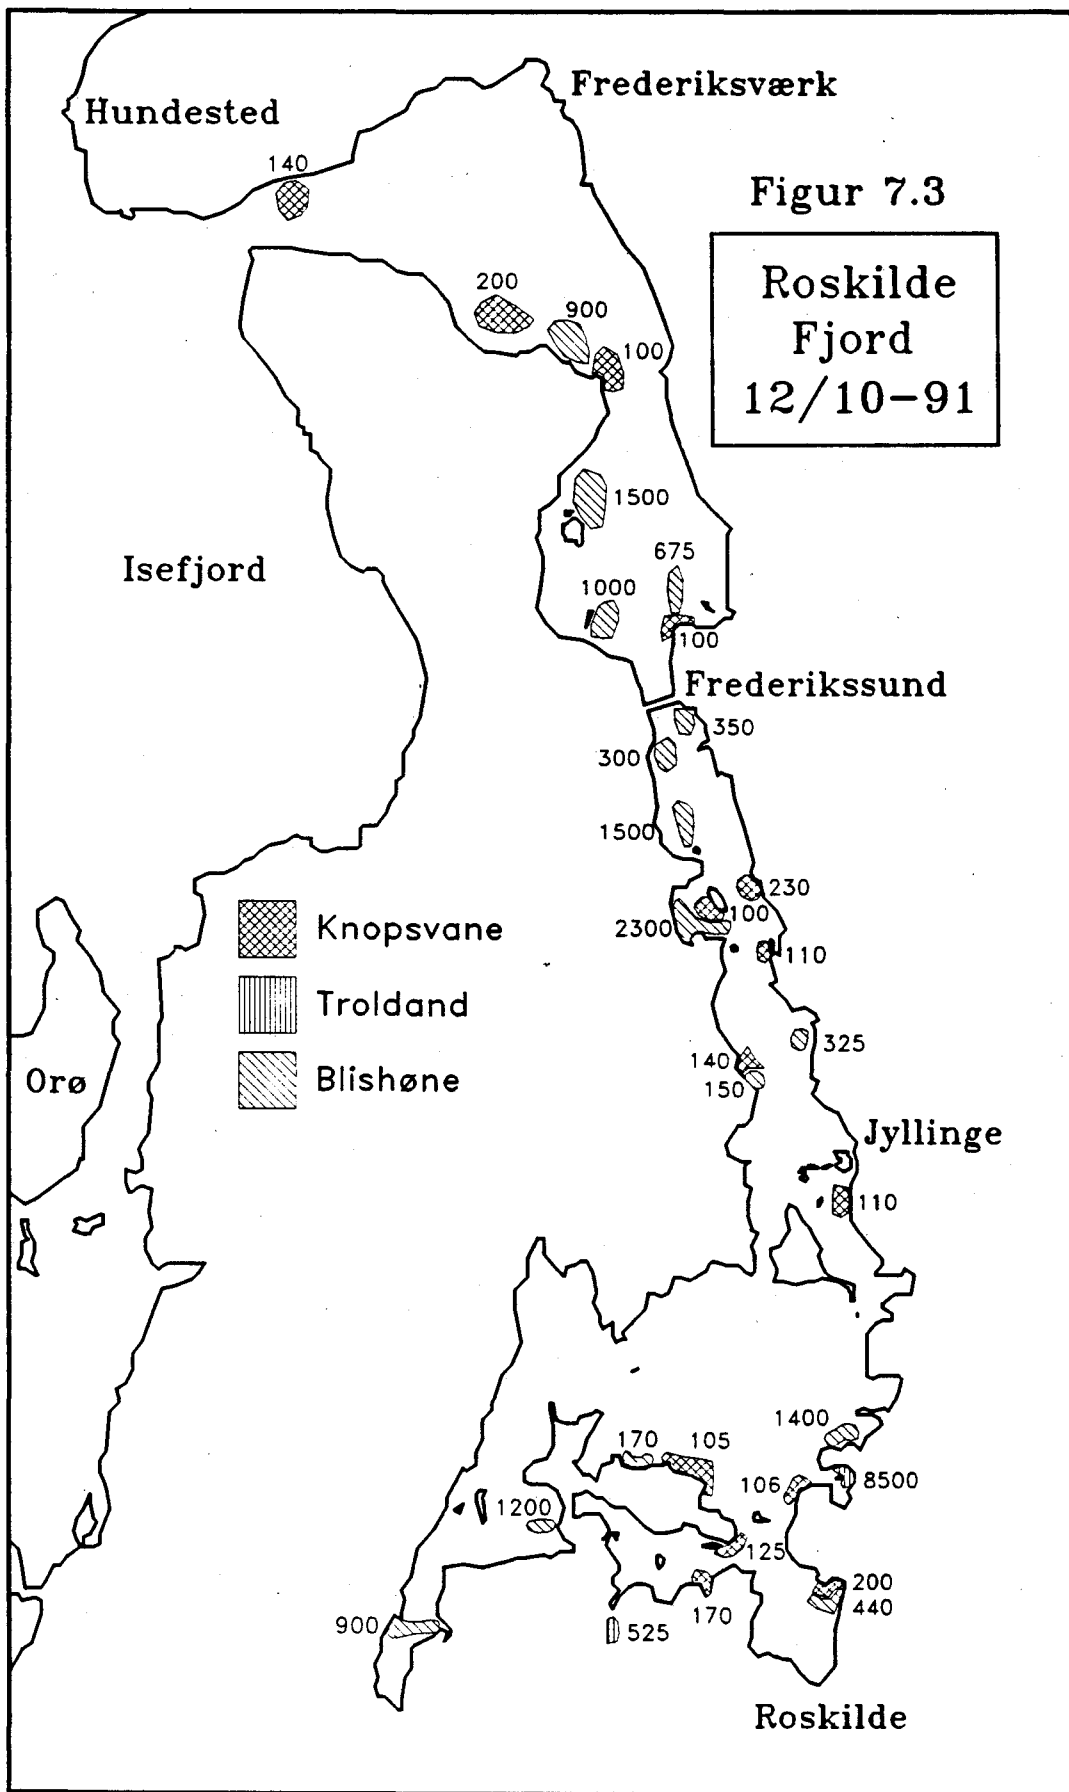 Frederiksværk
Hundested
140
Figur 7.3
Roskilde
Fjord
12/10-91
200
900
100
1500
675
Isefjord
1000
100
Frederikssund
350
300
1500
230
100
2300
110
Knopsvane
Troldand
Blishøne
325
140
150
Orø
Jyllinge
110
1400
170
105
8500
106
1200
125
200
440
170
900
525
Roskilde